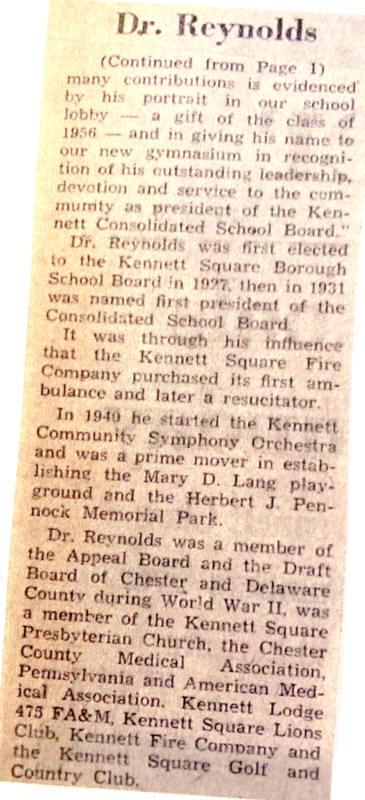 Dr. Reynolds
(Continued from Page 1)
many contributions is evidenced
by his portrait in our school
lobby — a gift of the class of
1956 — and in giving his name to
our new gymnasium in recogni-
tion of his outstanding leadership,
devotion and service to the com-
munity as president of the Ken-
nett Consolidated School Board."
Dr. Reynolds was first elected
to the Kennett Square Borough
School Board in 1927, then in 1931
was named first president of the
Consolidated School Board.
It was through his influence
that the Kennett Square Fire
Company purchased its first am-
bulance and later a resucitator.
In 1940 he started the Kennett
Community Symphony Orchestra
and was a prime mover in estab-
lishing the Mary D. Lang play-
ground and the Herbert J. Pen-
nock Memorial Park.
Dr. Reynolds was a member of
the Appeal Board and the Draft
Board of Chester and Delaware
County during World War II, was
a member of the Kennett Square
Presbyterian Church, the Chester
County Medical Association,
Pennsylvania and American Med-
ical Association, Kennett Lodge
475 FA&M, Kennett Square Lions
Club, Kennett Fire Company and
the Kennett Square Golf and
Country Club.